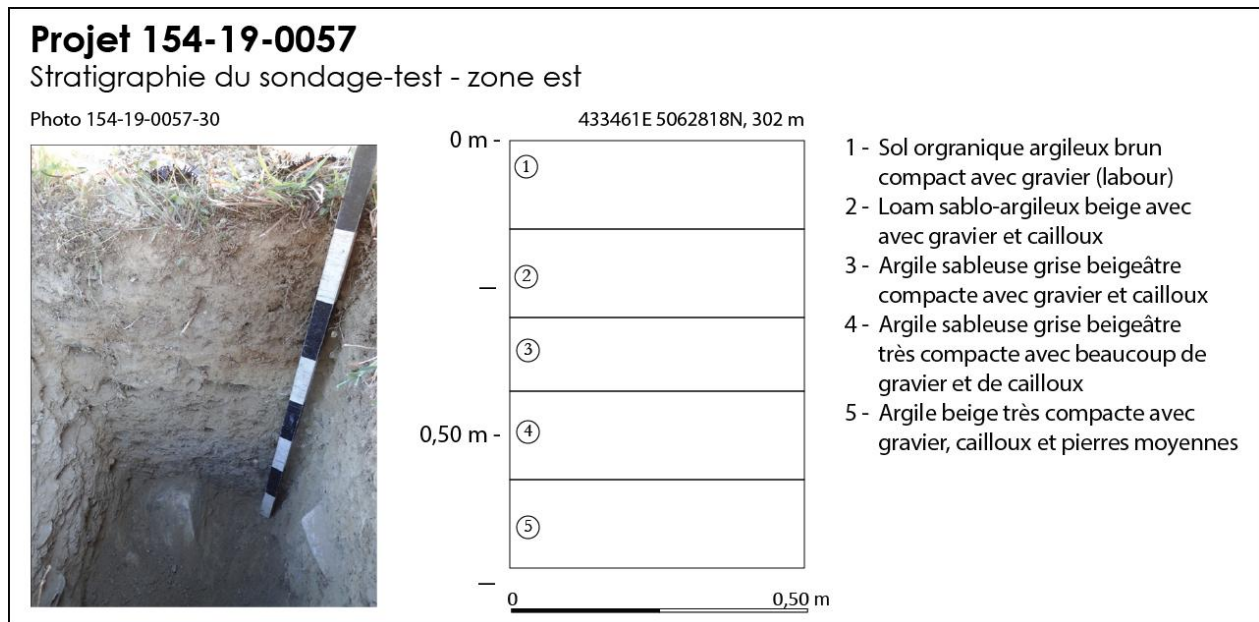 Projet 154-19-0057
Stratigraphie du sondage-test - zone est
Photo 154-19-0057-30
433461E 5062818N, 302 m
0 m -
1
2
3
4
0,50 m -
5
0 0,50 m
1 - Sol orgranique argileux brun
compact avec gravier (labour)
2 - Loam sablo-argileux beige avec
avec gravier et cailloux
3 - Argile sableuse grise beigeâtre
compacte avec gravier et cailloux
4 - Argile sableuse grise beigeâtre
très compacte avec beaucoup de
gravier et de cailloux
5 - Argile beige très compacte avec
gravier, cailloux et pierres moyennes